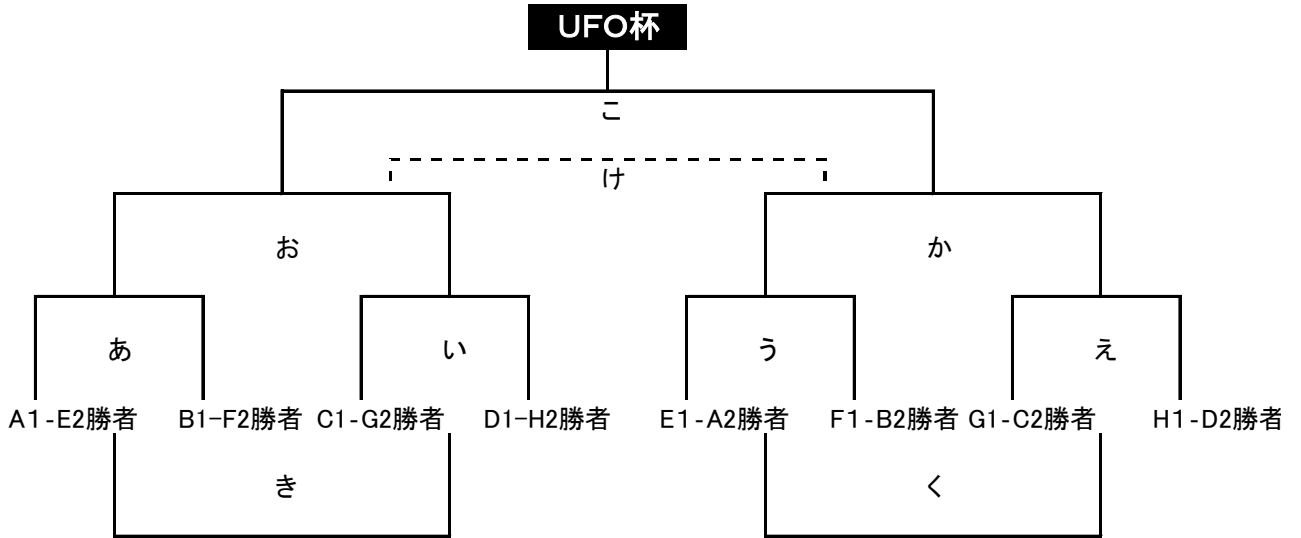 UFO杯
こ
け
お
か
あ
い
う
え
A1-E2勝者
B1-F2勝者
C1-G2勝者
D1-H2勝者
E1-A2勝者
F1-B2勝者
G1-C2勝者
H1-D2勝者
き
く